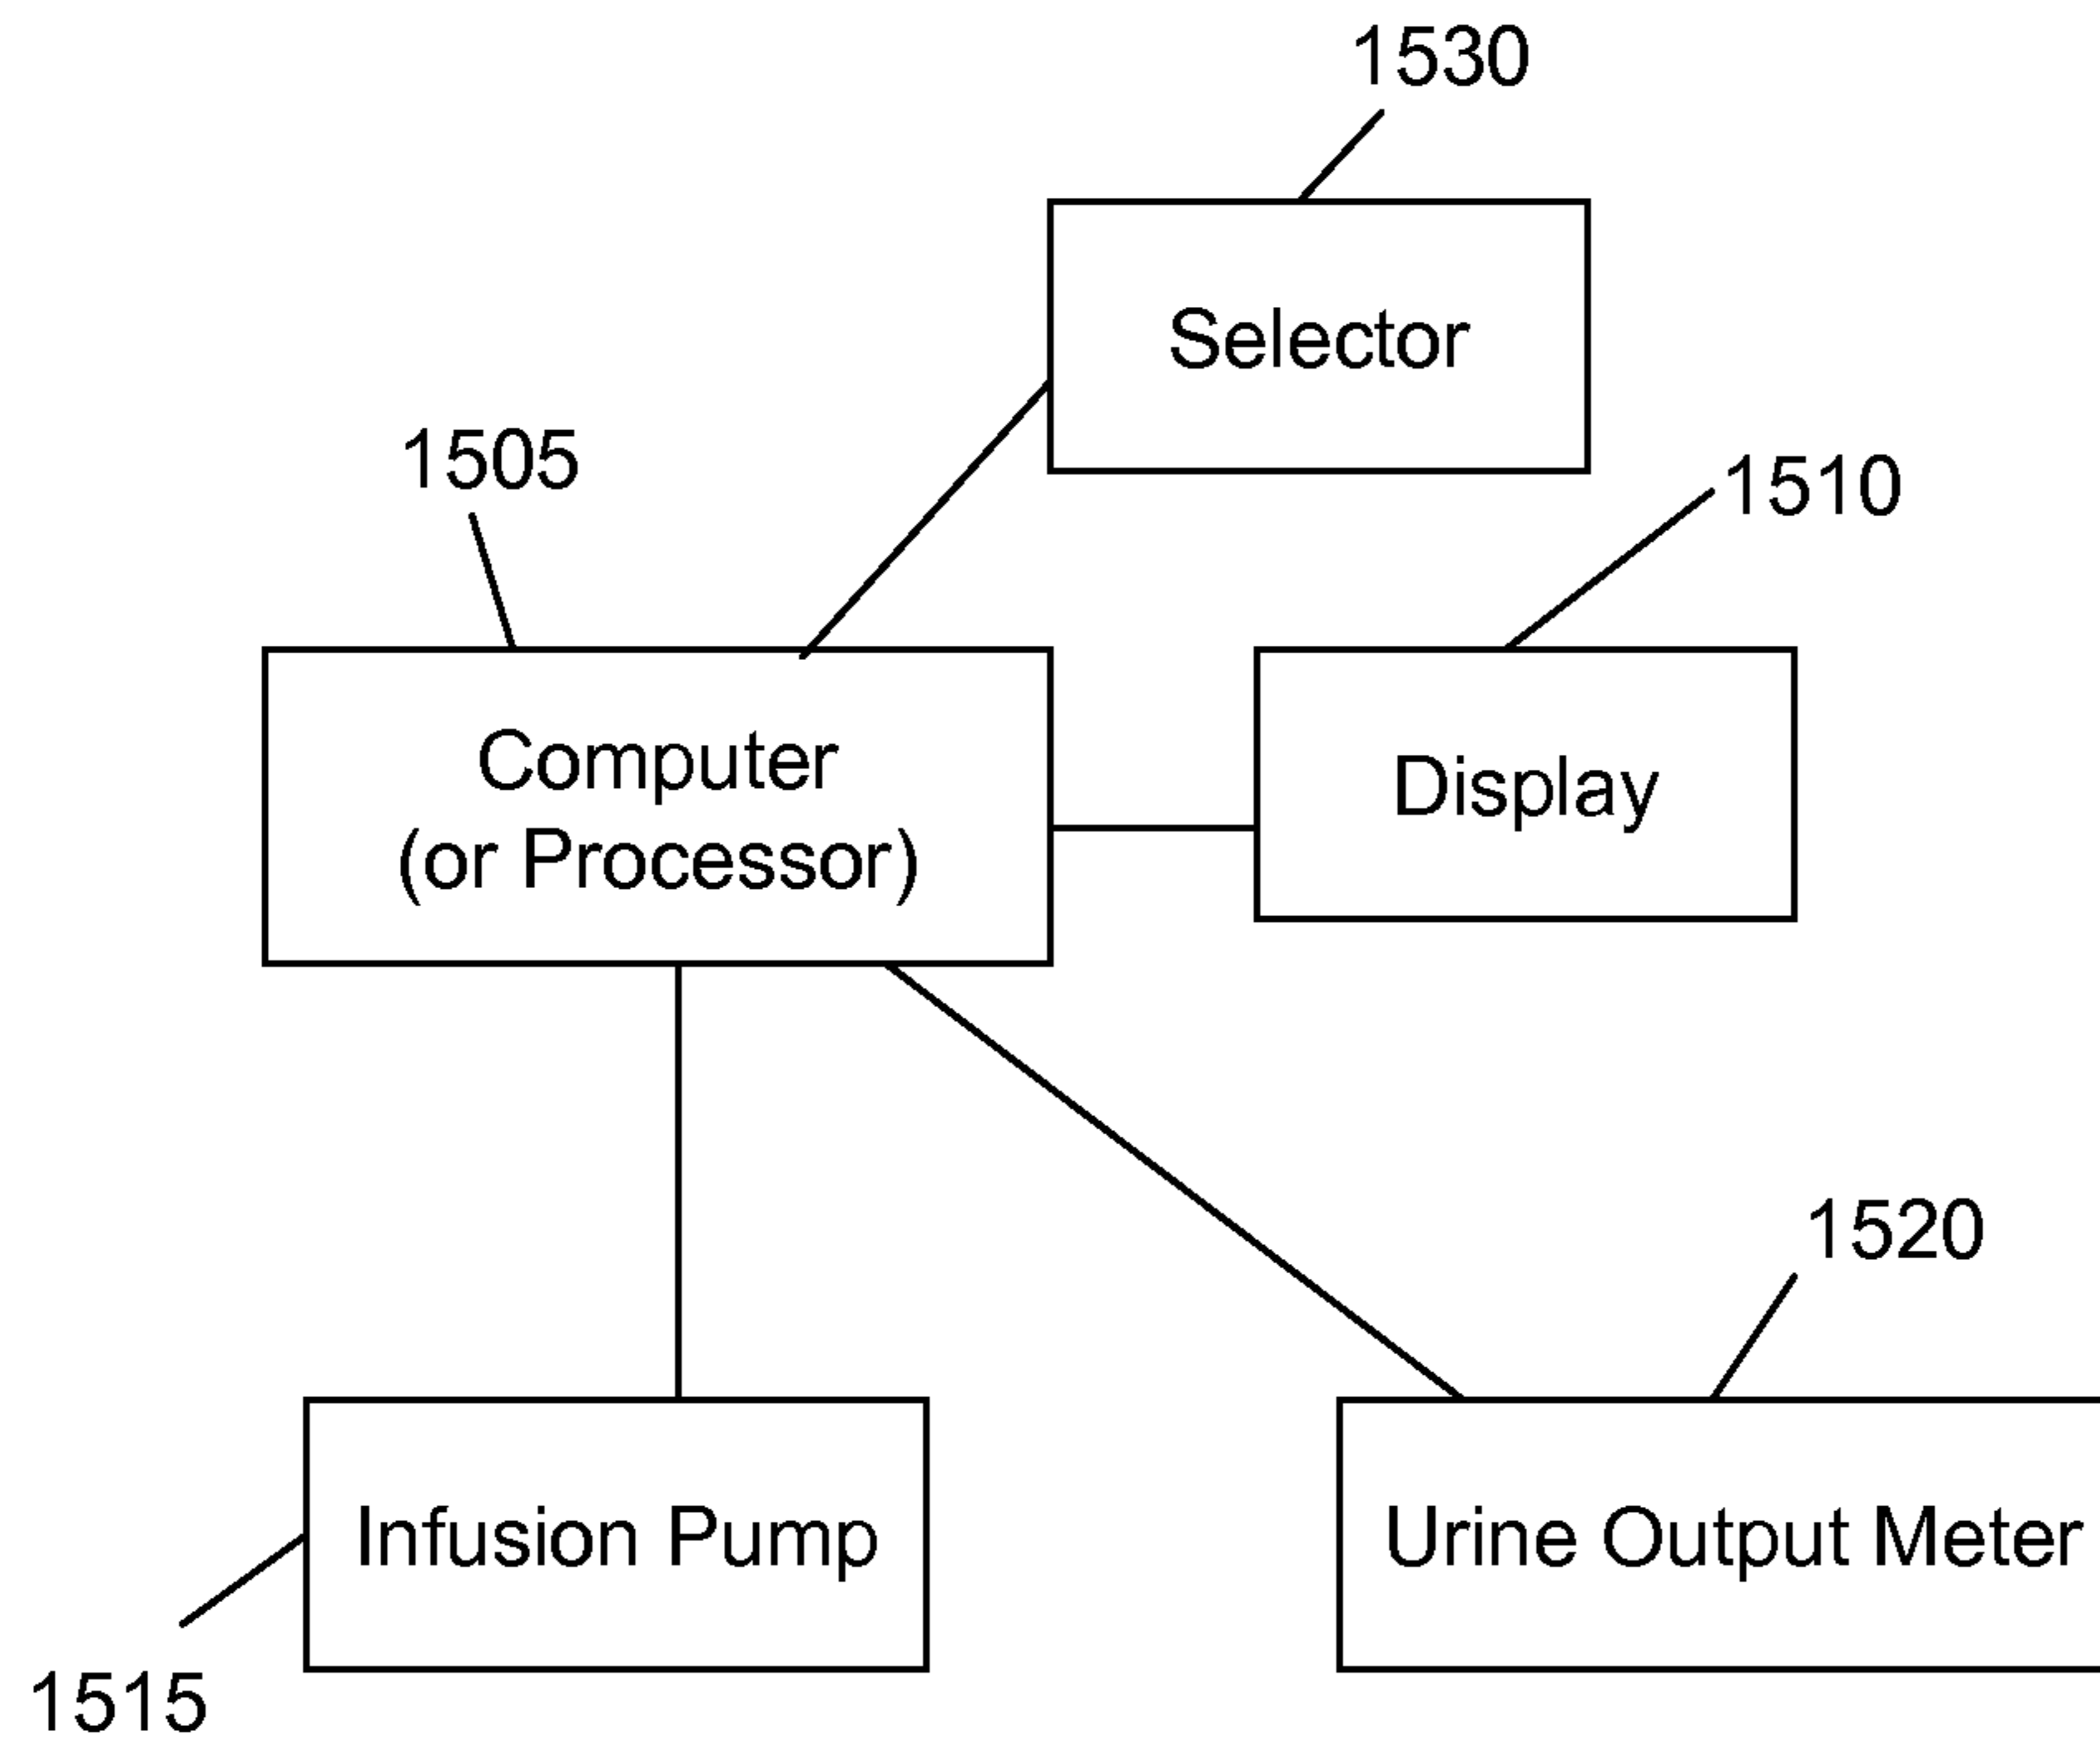 1530
Selector
1505
1510
Computer
(or Processor)
Display
1520
Infusion Pump
Urine Output Meter
1515